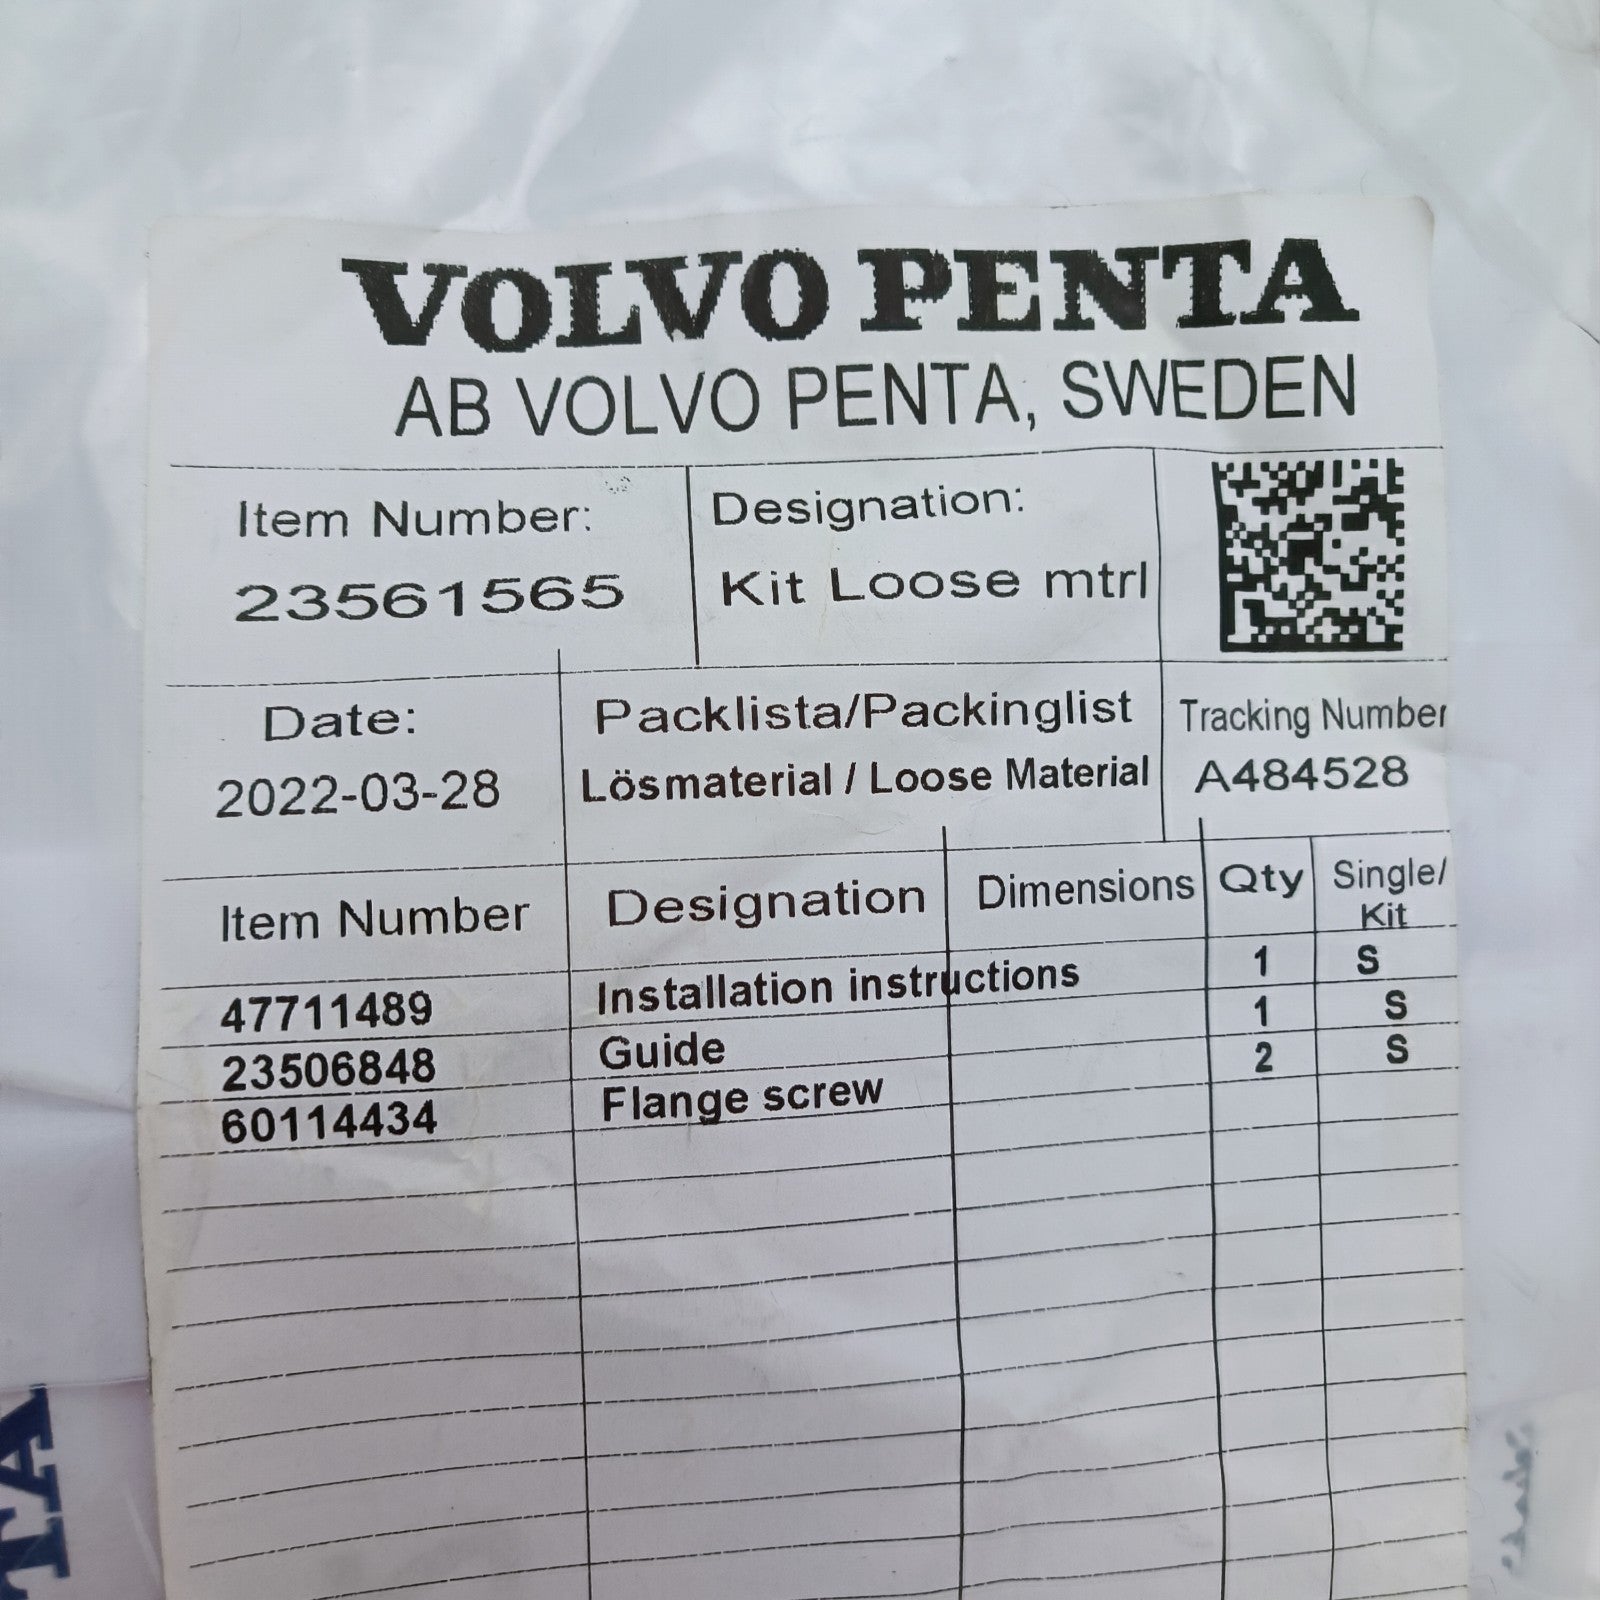 VOLVO PENTA
AB VOLVO PENTA, SWEDEN
Item Number: Designation:
23561565 Kit Loose mtrl
Date: Packlista/Packinglist Tracking Number
2022-03-28 Lösmaterial / Loose Material A484528
Item Number Designation Dimensions Qty Single/
Kit
47711489 Installation instructions 1 S
23506848 Guide 1 S
60114434 Flange screw 2 S
TA